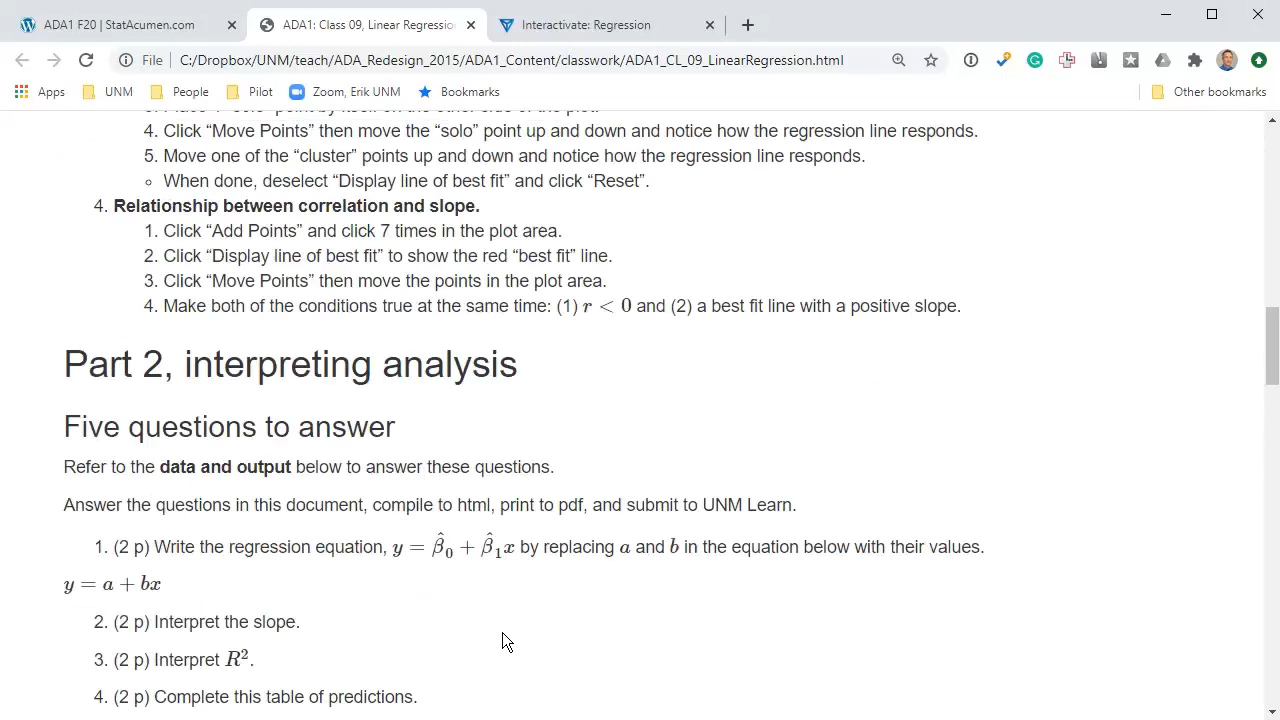 ADA1 F20 | StatAcumen.com
ADA1: Class 09, Linear Regressio
Interactivate: Regression
File
C:/Dropbox/UNM/teach/ADA_Redesign_2015/ADA1_Content/classwork/ADA1_CL_09_LinearRegression.html
Apps
UNM
People
Pilot
Zoom, Erik UNM
Bookmarks
Other bookmarks
4. Click “Move Points” then move the “solo” point up and down and notice how the regression line responds.
5. Move one of the “cluster” points up and down and notice how the regression line responds.
◦ When done, deselect “Display line of best fit” and click “Reset”.
4. Relationship between correlation and slope.
1. Click “Add Points” and click 7 times in the plot area.
2. Click “Display line of best fit” to show the red “best fit” line.
3. Click “Move Points” then move the points in the plot area.
4. Make both of the conditions true at the same time: (1) r < 0 and (2) a best fit line with a positive slope.
Part 2, interpreting analysis
Five questions to answer
Refer to the data and output below to answer these questions.
Answer the questions in this document, compile to html, print to pdf, and submit to UNM Learn.
1. (2 p) Write the regression equation, y = β̂₀ + β̂₁x by replacing a and b in the equation below with their values.
y = a + bx
2. (2 p) Interpret the slope.
3. (2 p) Interpret R².
4. (2 p) Complete this table of predictions.